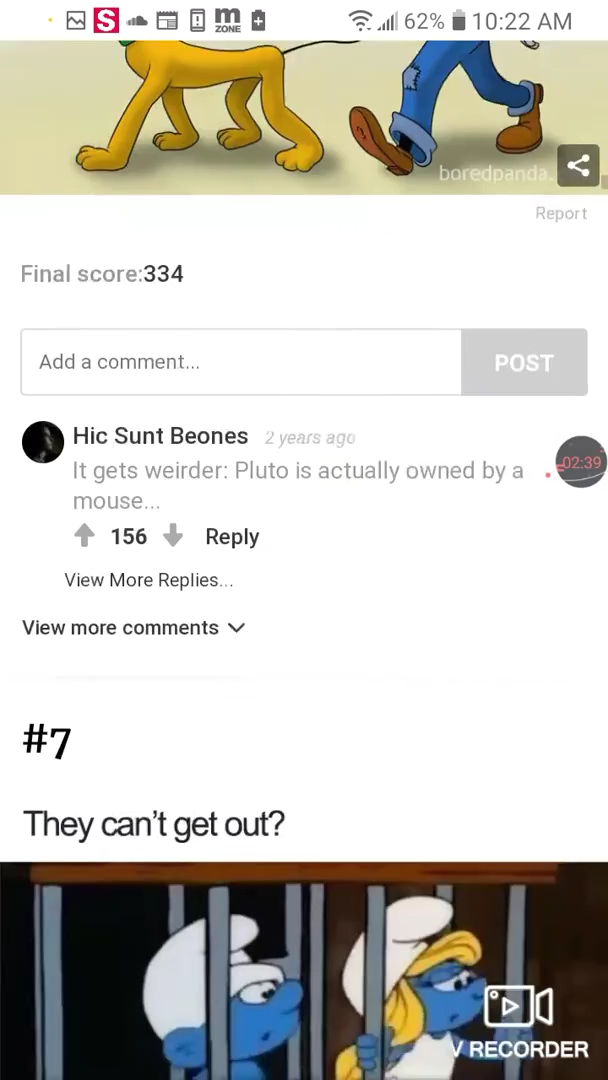 S
m
ZONE
62%
10:22 AM
boredpanda.
Report
Final score:334
Add a comment...
POST
Hic Sunt Beones 2 years ago
It gets weirder: Pluto is actually owned by a
mouse...
02:39
156
Reply
View More Replies...
View more comments
#7
They can't get out?
V RECORDER